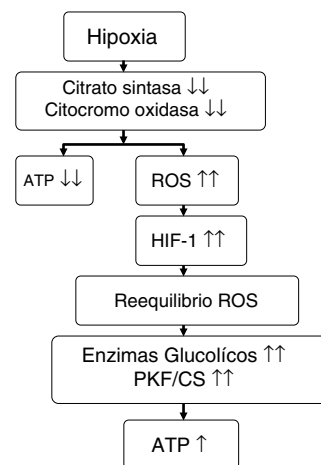 Hipoxia
Citrato sintasa ↓↓
Citocromo oxidasa ↓↓
ATP ↓↓
ROS ↑↑
HIF-1 ↑↑
Reequilibrio ROS
Enzimas Glucolícos ↑↑
PKF/CS ↑↑
ATP ↑